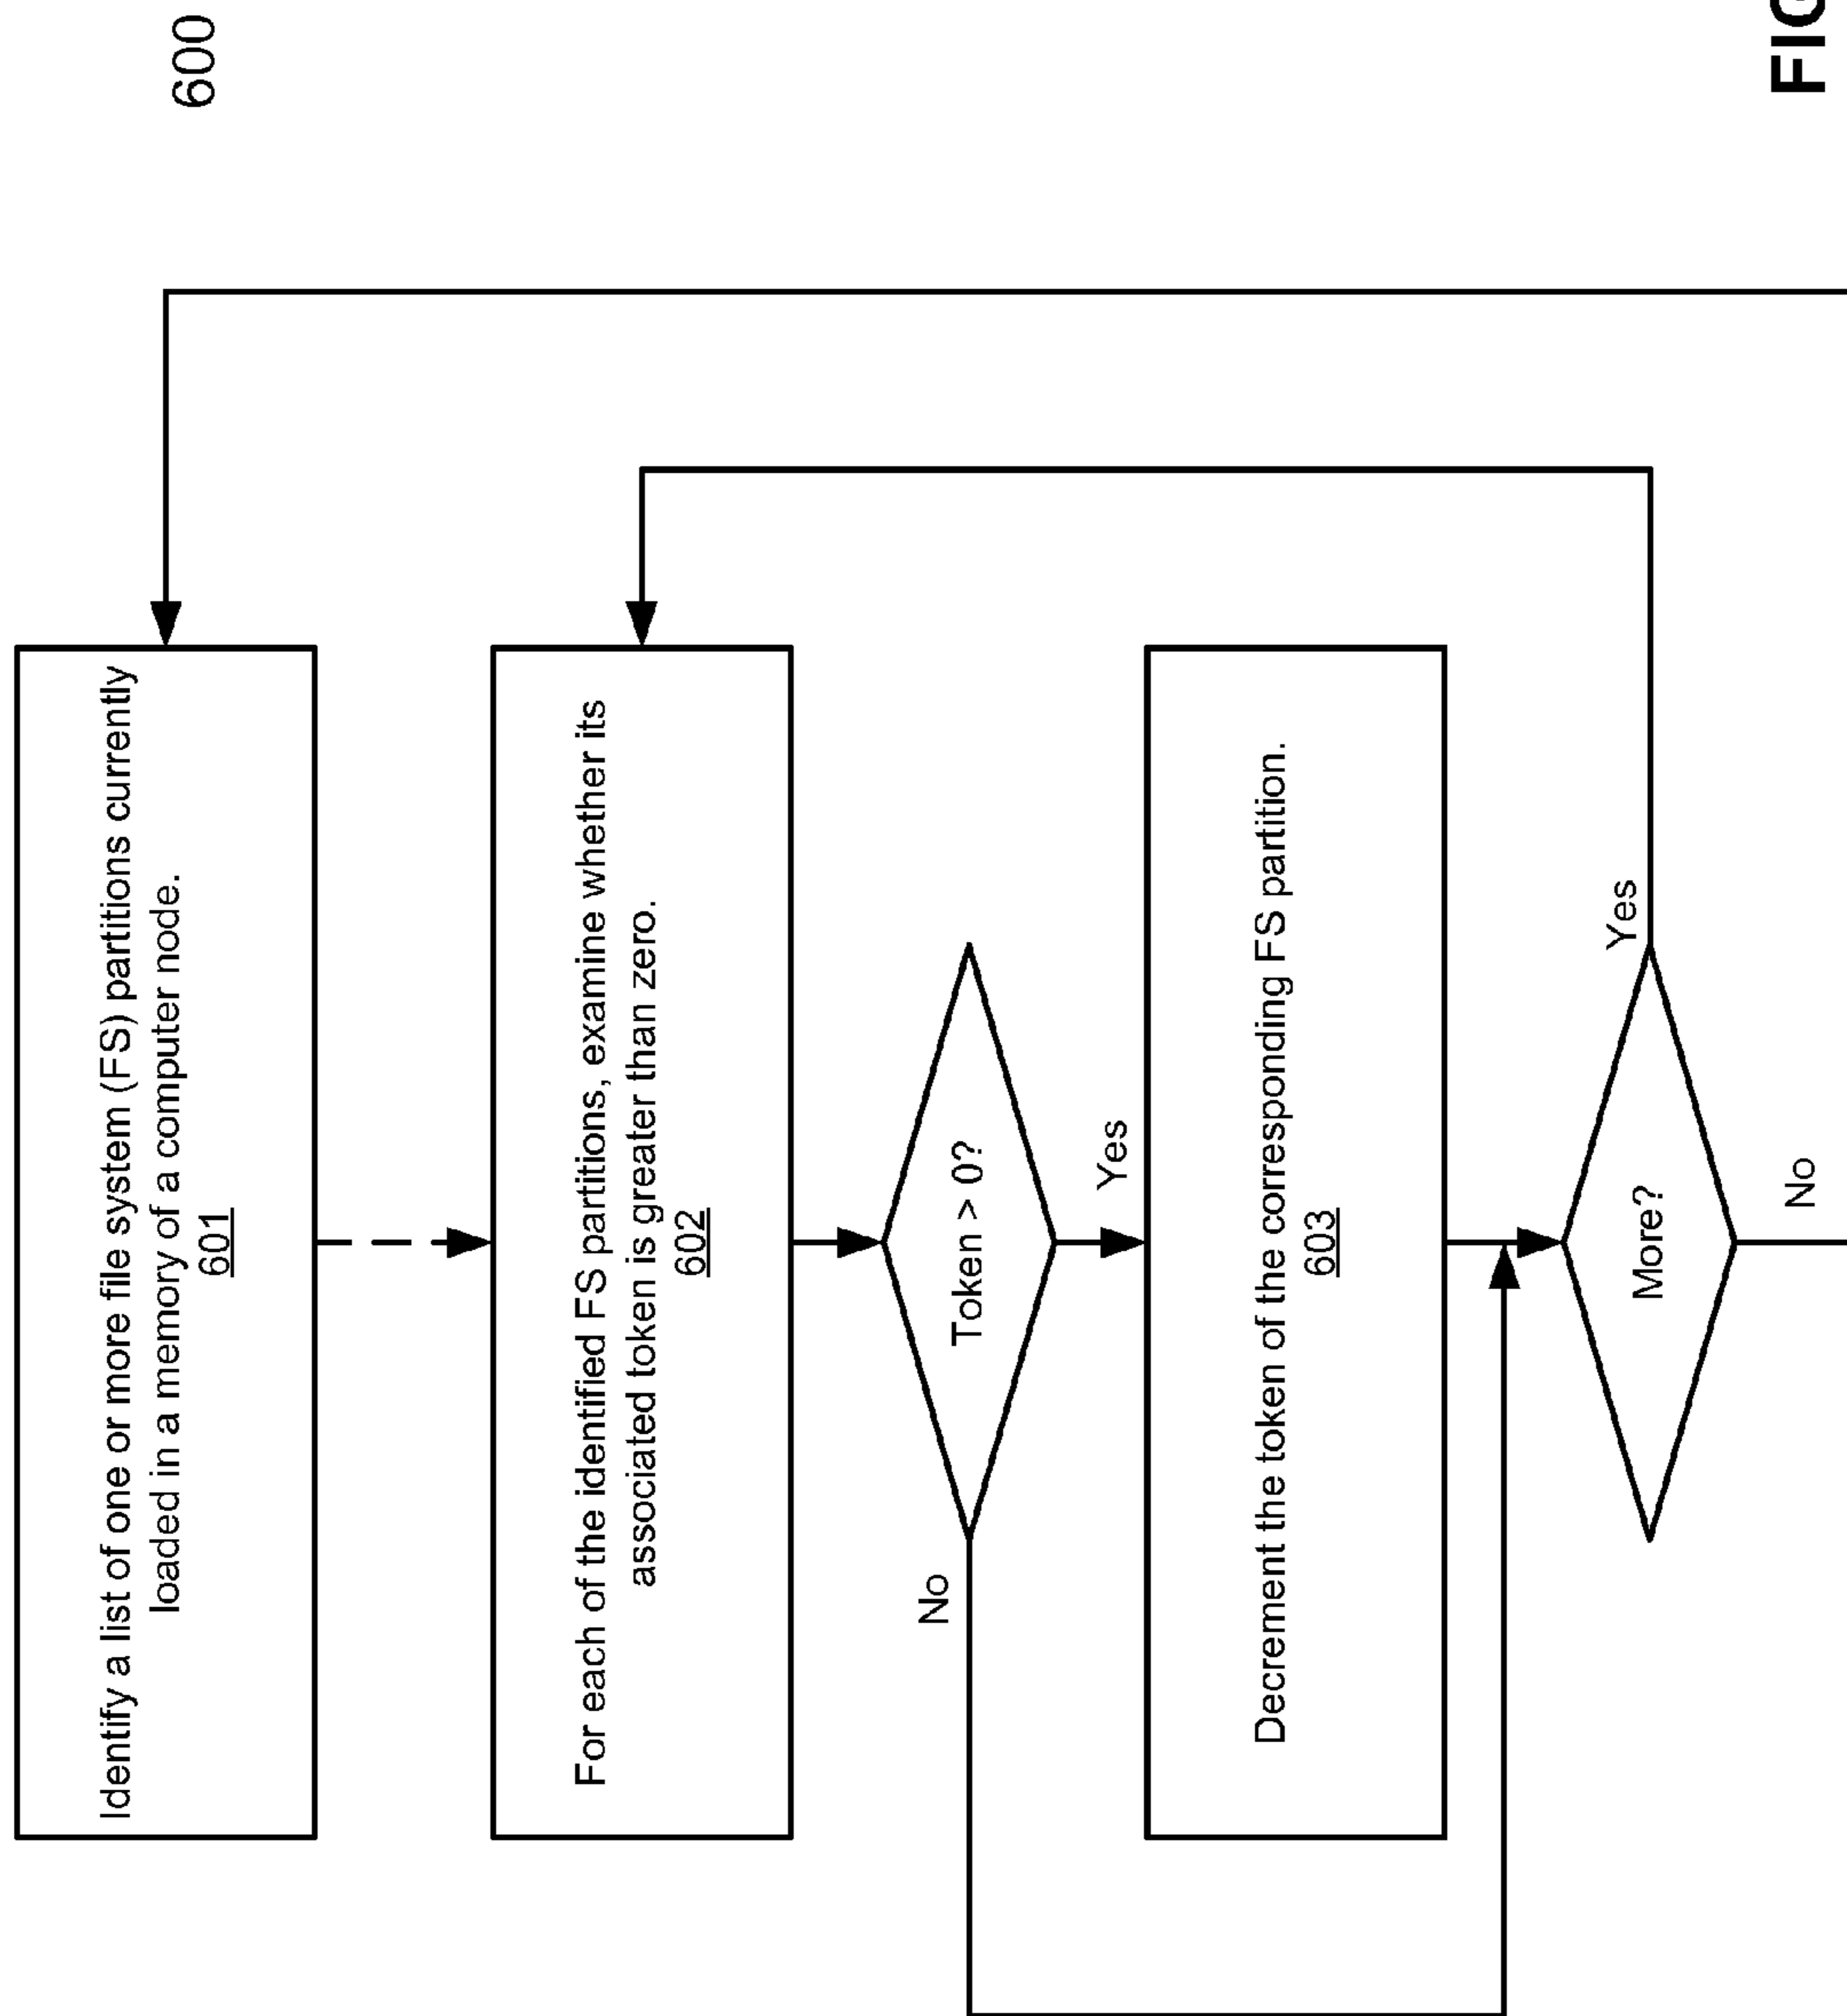 600
Identify a list of one or more file system (FS) partitions currently
loaded in a memory of a computer node.
601
For each of the identified FS partitions, examine whether its
associated token is greater than zero.
602
Token > 0?
No
Yes
Decrement the token of the corresponding FS partition.
603
More?
Yes
No